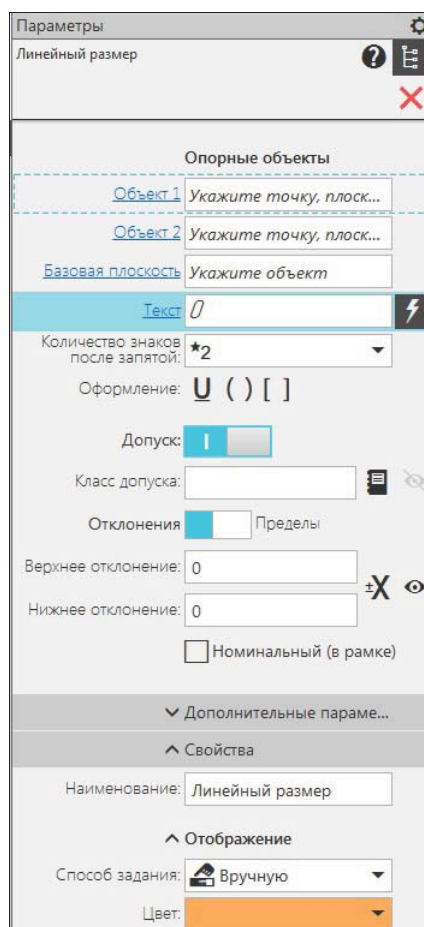 Параметры
Линейный размер
Опорные объекты
Объект 1 Укажите точку, плоск...
Объект 2 Укажите точку, плоск...
Базовая плоскость Укажите объект
Текст 0
Количество знаков
после запятой: *2
Оформление: U ( ) [ ]
Допуск: I
Класс допуска:
Отклонения Пределы
Верхнее отклонение: 0
±X
Нижнее отклонение: 0
Номинальный (в рамке)
Дополнительные параме...
Свойства
Наименование: Линейный размер
Отображение
Способ задания: Вручную
Цвет: